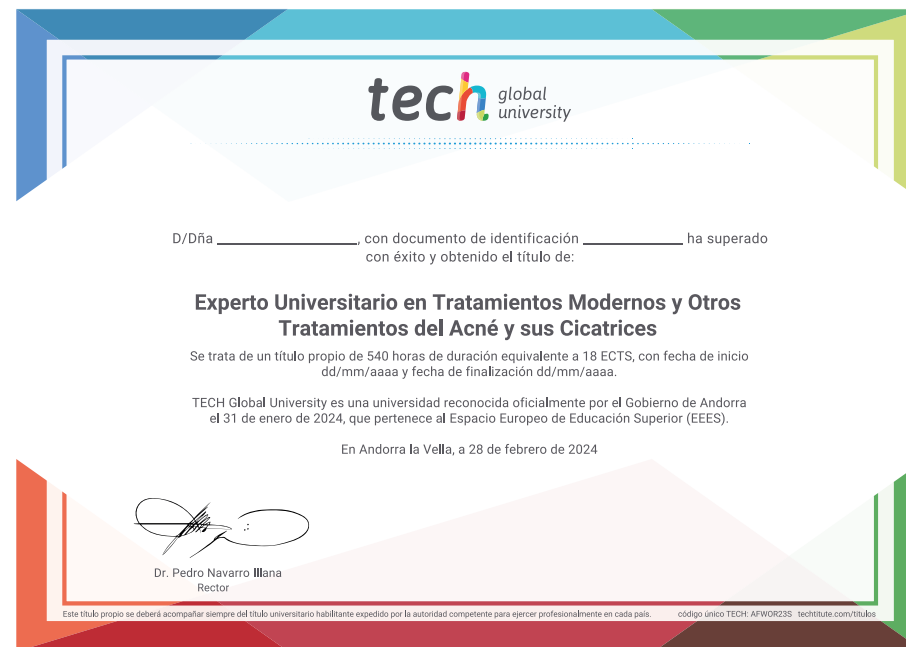 tech global university
D/Dña ____________, con documento de identificación ____________ ha superado
con éxito y obtenido el título de:
Experto Universitario en Tratamientos Modernos y Otros
Tratamientos del Acné y sus Cicatrices
Se trata de un título propio de 540 horas de duración equivalente a 18 ECTS, con fecha de inicio
dd/mm/aaaa y fecha de finalización dd/mm/aaaa.
TECH Global University es una universidad reconocida oficialmente por el Gobierno de Andorra
el 31 de enero de 2024, que pertenece al Espacio Europeo de Educación Superior (EEES).
En Andorra la Vella, a 28 de febrero de 2024
Dr. Pedro Navarro Illana
Rector
Este título propio se deberá acompañar siempre del título universitario habilitante expedido por la autoridad competente para ejercer profesionalmente en cada país. código único TECH: AFWOR23S techtitute.com/titulos